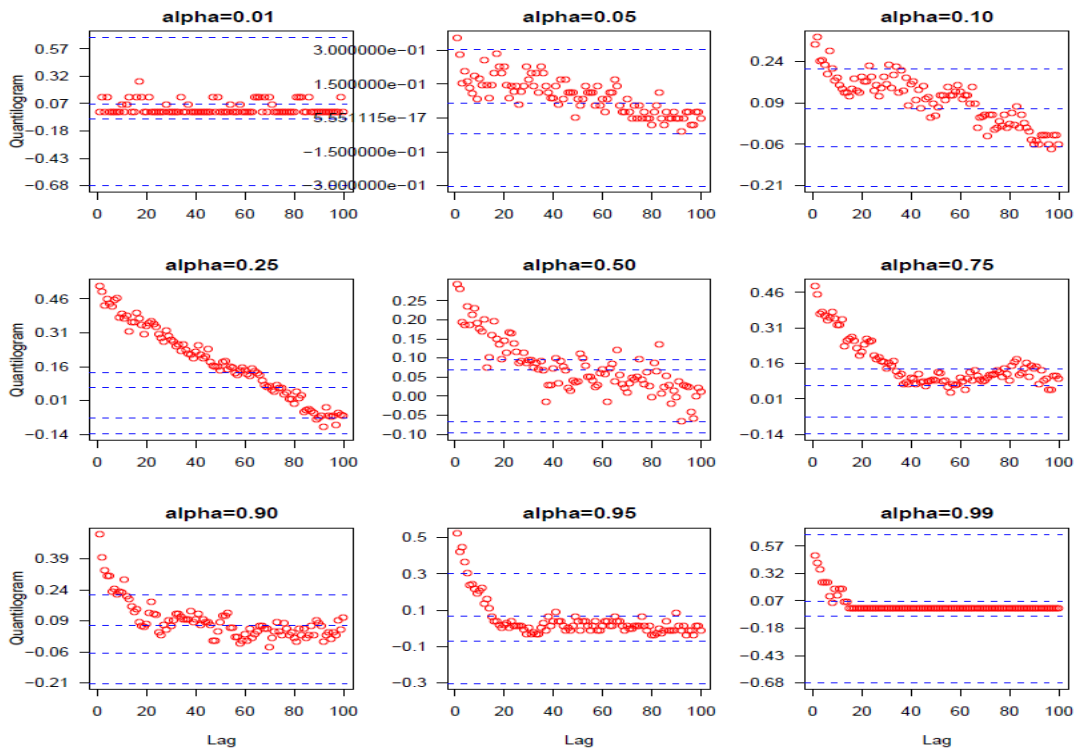 alpha=0.01
Quantilogram
0.57
0.32
0.07
−0.18
−0.43
−0.68
0 20 40 60 80 100
alpha=0.05
3.000000e−01
1.500000e−01
5.551115e−17
−1.500000e−01
−3.000000e−01
0 20 40 60 80 100
alpha=0.10
0.24
0.09
−0.06
−0.21
0 20 40 60 80 100
alpha=0.25
Quantilogram
0.46
0.31
0.16
0.01
−0.14
0 20 40 60 80 100
alpha=0.50
0.25
0.20
0.15
0.10
0.05
0.00
−0.05
−0.10
0 20 40 60 80 100
alpha=0.75
0.46
0.31
0.16
0.01
−0.14
0 20 40 60 80 100
alpha=0.90
Quantilogram
0.39
0.24
0.09
−0.06
−0.21
0 20 40 60 80 100
Lag
alpha=0.95
0.5
0.3
0.1
−0.1
−0.3
0 20 40 60 80 100
Lag
alpha=0.99
0.57
0.32
0.07
−0.18
−0.43
−0.68
0 20 40 60 80 100
Lag